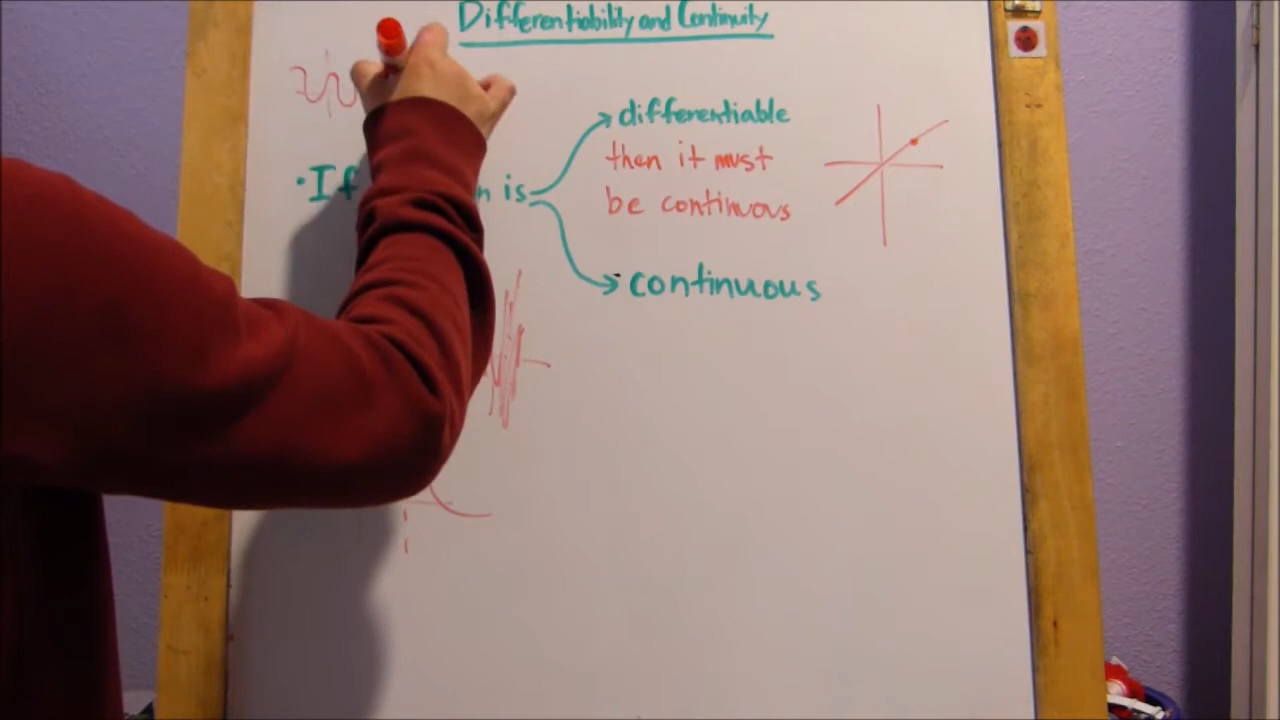 Differentiability and Continuity
differentiable
then it must
be continuous
• If is
continuous